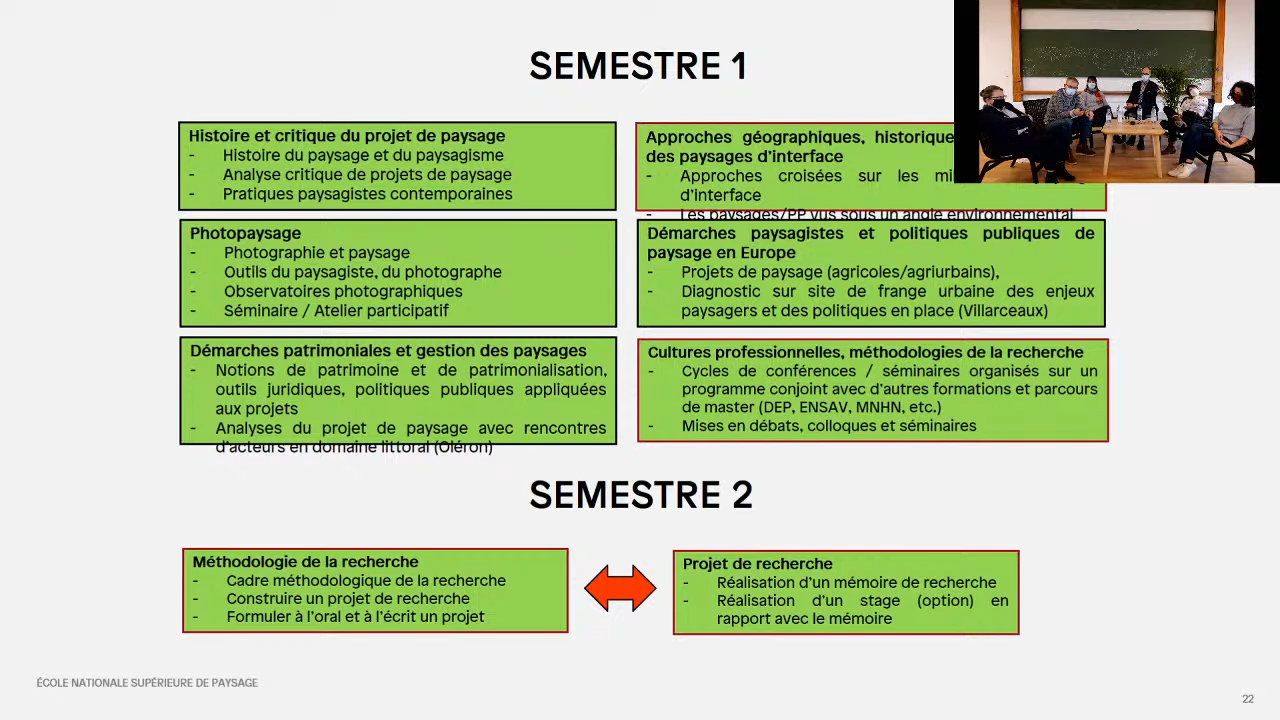 SEMESTRE 1
Histoire et critique du projet de paysage
- Histoire du paysage et du paysagisme
- Analyse critique de projets de paysage
- Pratiques paysagistes contemporaines
Approches géographiques,
des paysages d'interface
- Approches croisées sur les
d'interface
- Les paysages/PP vus sous un angle environnemental
Photopaysage
- Photographie et paysage
- Outils du paysagiste, du photographe
- Observatoires photographiques
- Séminaire / Atelier participatif
Démarches paysagistes et politiques publiques de
paysage en Europe
- Projets de paysage (agricoles/agriurbains),
- Diagnostic sur site de frange urbaine des enjeux
paysagers et des politiques en place (Villarceaux)
Démarches patrimoniales et gestion des paysages
- Notions de patrimoine et de patrimonialisation,
outils juridiques, politiques publiques appliquées
aux projets
- Analyses du projet de paysage avec rencontres
d'acteurs en domaine littoral (Oléron)
Cultures professionnelles, méthodologies de la recherche
- Cycles de conférences / séminaires organisés sur un
programme conjoint avec d'autres formations et parcours
de master (DEP, ENSAV, MNHN, etc.)
- Mises en débats, colloques et séminaires
SEMESTRE 2
Méthodologie de la recherche
- Cadre méthodologique de la recherche
- Construire un projet de recherche
- Formuler à l'oral et à l'écrit un projet
Projet de recherche
- Réalisation d'un mémoire de recherche
- Réalisation d'un stage (option) en
rapport avec le mémoire
ÉCOLE NATIONALE SUPÉRIEURE DE PAYSAGE
22